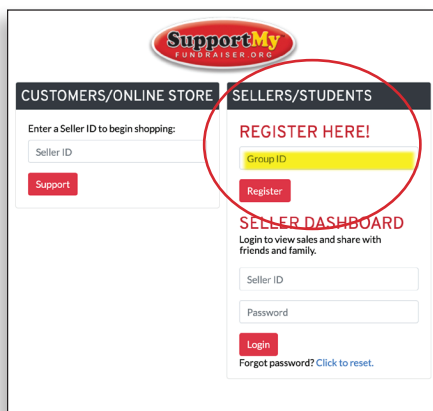 SupportMy
FUNDRAISER.ORG
CUSTOMERS/ONLINE STORE
Enter a Seller ID to begin shopping:
Seller ID
Support
SELLERS/STUDENTS
REGISTER HERE!
Group ID
Register
SELLER DASHBOARD
Login to view sales and share with
friends and family.
Seller ID
Password
Login
Forgot password? Click to reset.